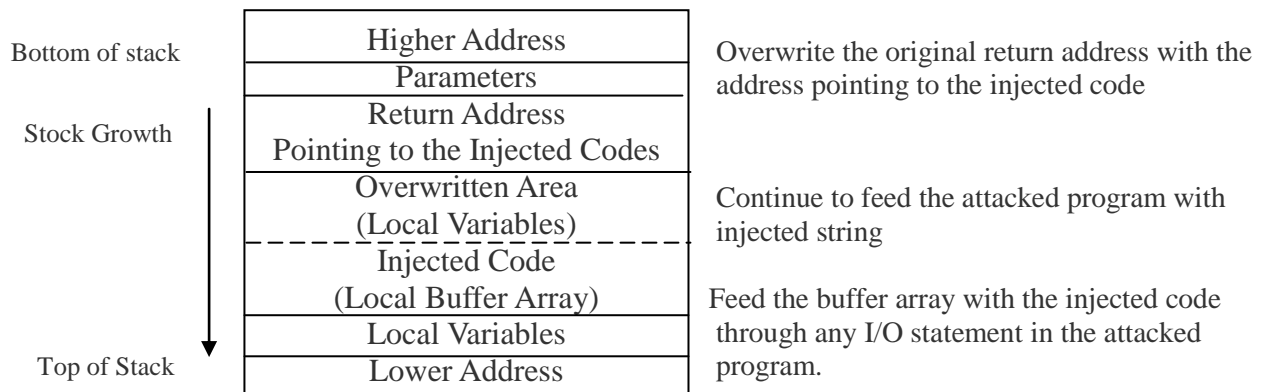 Bottom of stack
Stock Growth
Top of Stack
Higher Address
Parameters
Return Address
Pointing to the Injected Codes
Overwritten Area
(Local Variables)
Injected Code
(Local Buffer Array)
Local Variables
Lower Address
Overwrite the original return address with the
address pointing to the injected code
Continue to feed the attacked program with
injected string
Feed the buffer array with the injected code
through any I/O statement in the attacked
program.